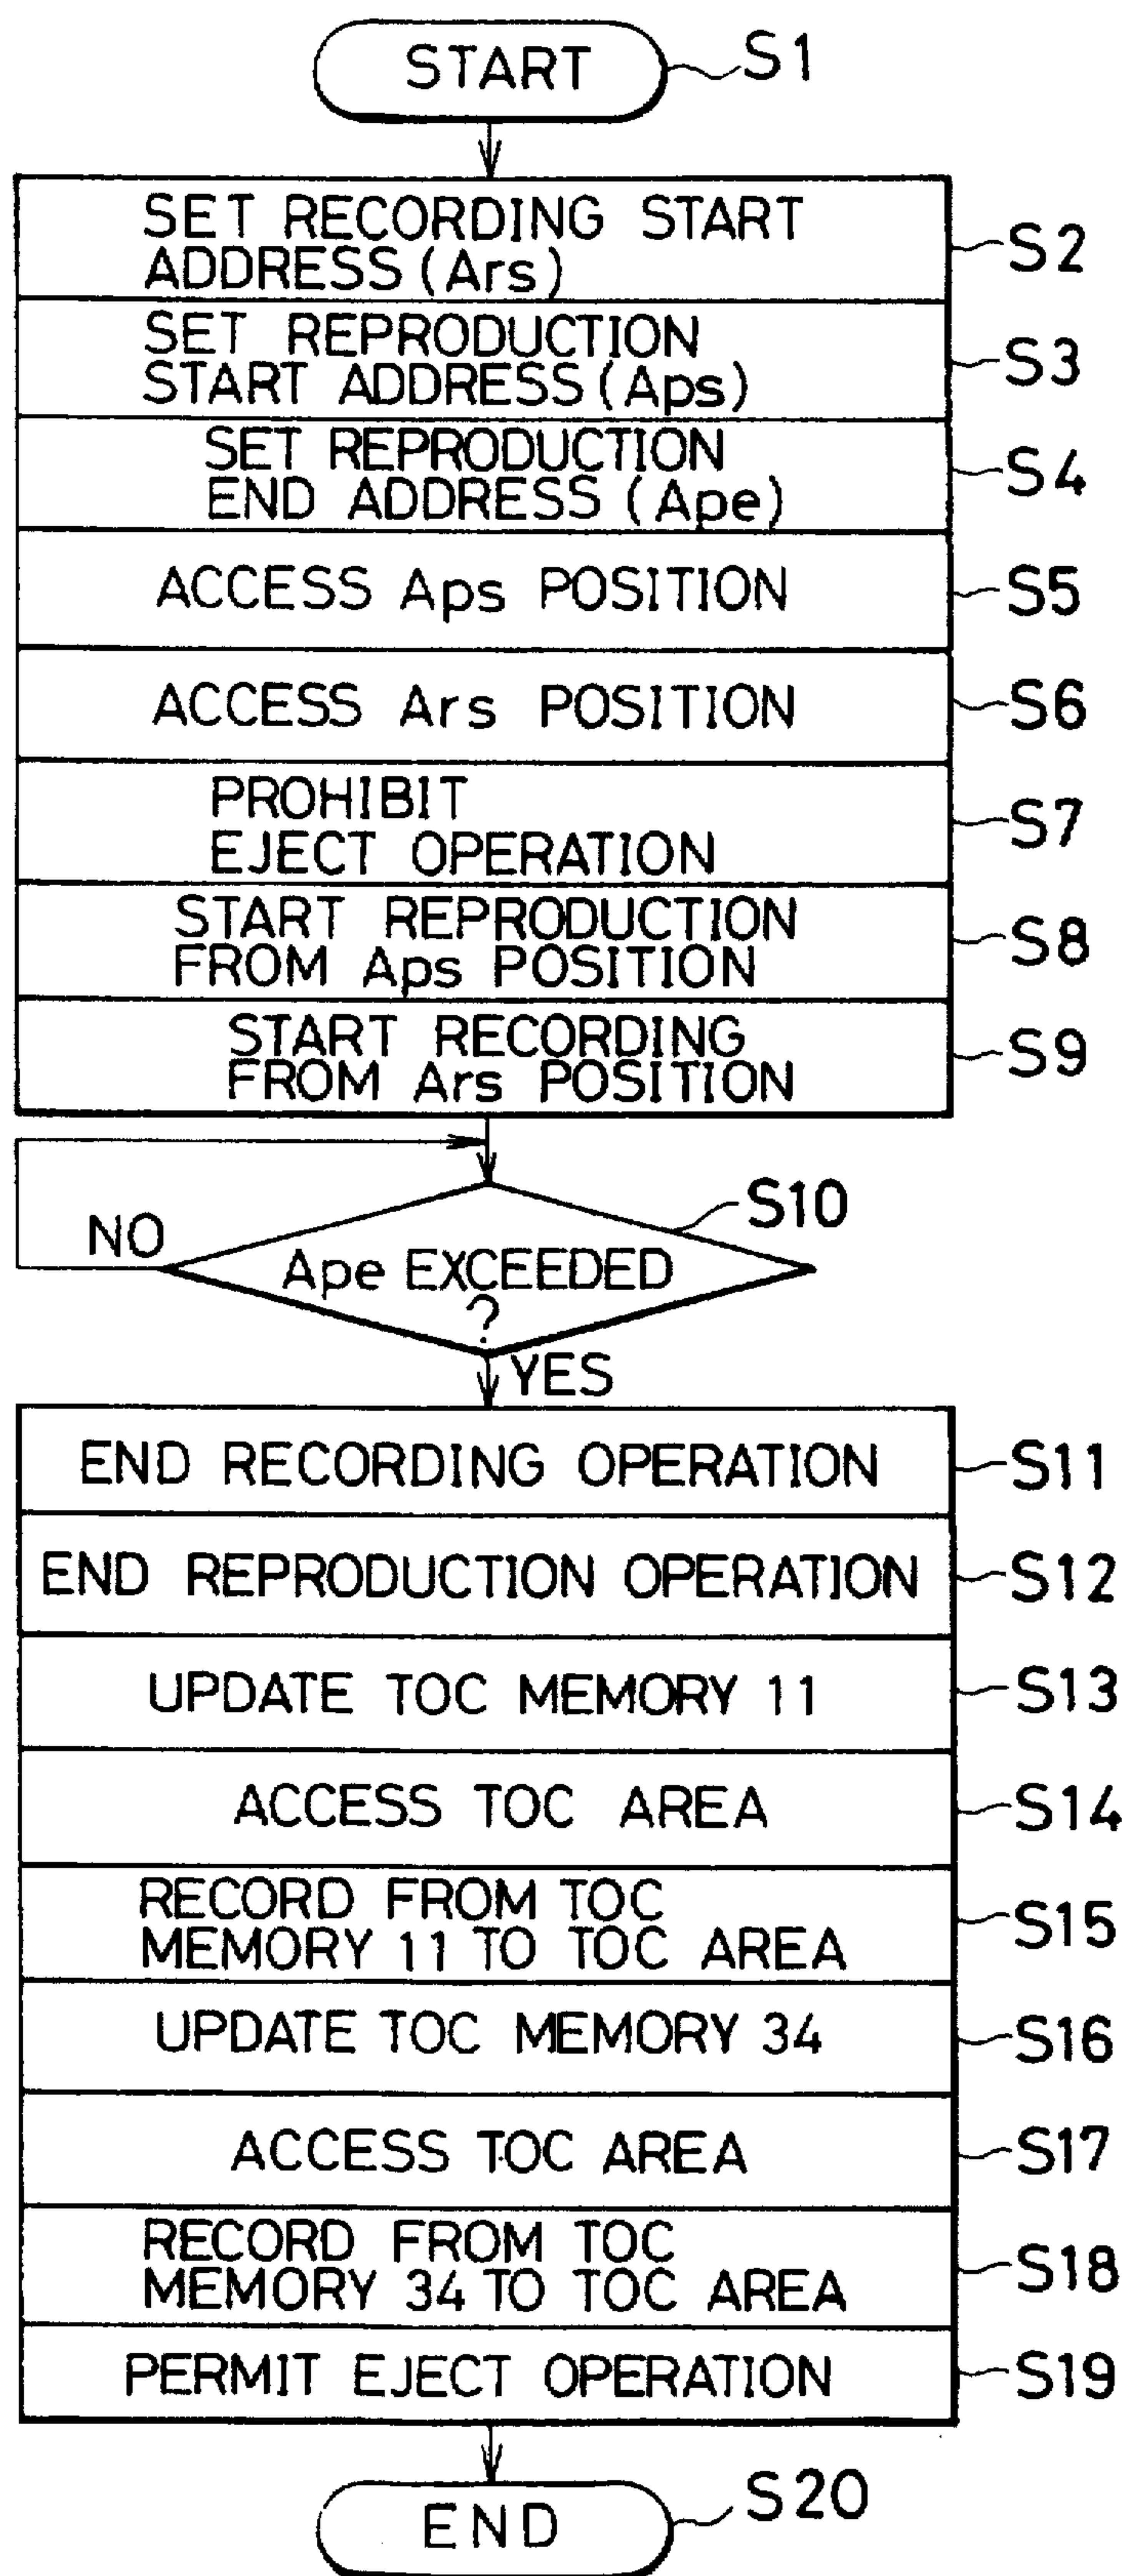 START
S1
SET RECORDING START
ADDRESS (Ars)
S2
SET REPRODUCTION
START ADDRESS (Aps)
S3
SET REPRODUCTION
END ADDRESS (Ape)
S4
ACCESS Aps POSITION
S5
ACCESS Ars POSITION
S6
PROHIBIT
EJECT OPERATION
S7
START REPRODUCTION
FROM Aps POSITION
S8
START RECORDING
FROM Ars POSITION
S9
S10
NO
Ape EXCEEDED
?
YES
END RECORDING OPERATION
S11
END REPRODUCTION OPERATION
S12
UPDATE TOC MEMORY 11
S13
ACCESS TOC AREA
S14
RECORD FROM TOC
MEMORY 11 TO TOC AREA
S15
UPDATE TOC MEMORY 34
S16
ACCESS TOC AREA
S17
RECORD FROM TOC
MEMORY 34 TO TOC AREA
S18
PERMIT EJECT OPERATION
S19
END
S20